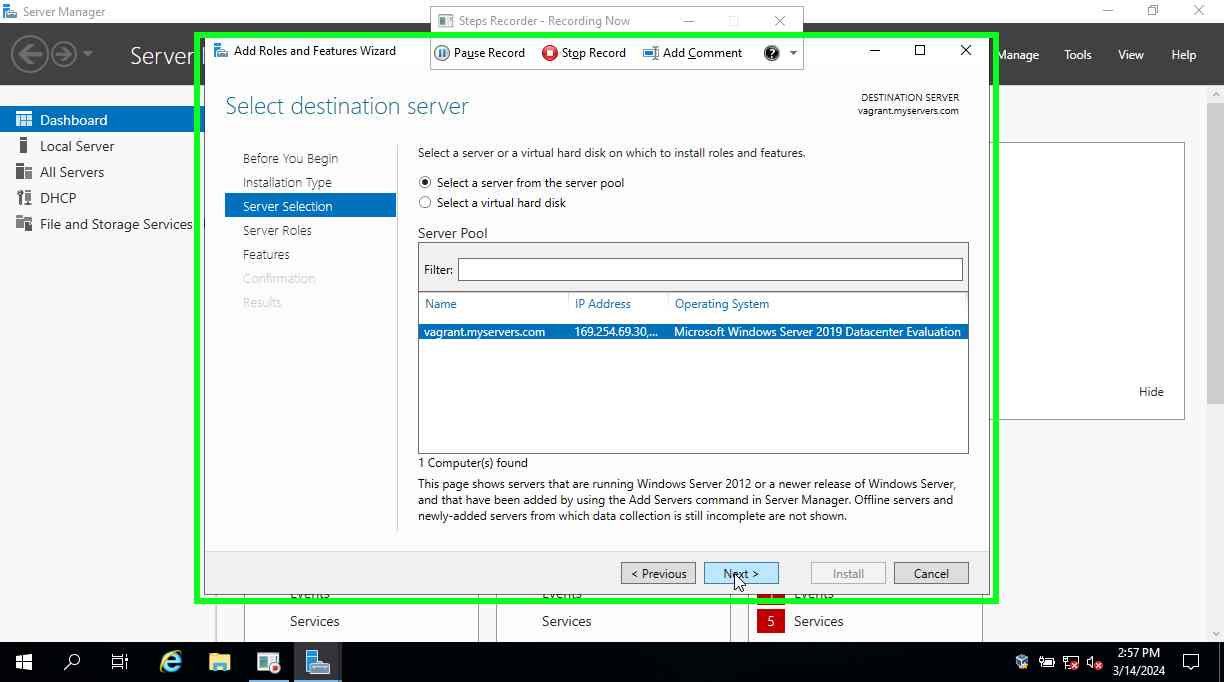 Server Manager
Steps Recorder - Recording Now
Pause Record
Stop Record
Add Comment
Server
Manage
Tools
View
Help
Add Roles and Features Wizard
Dashboard
Local Server
All Servers
DHCP
File and Storage Services
Select destination server
DESTINATION SERVER
vagrant.myservers.com
Before You Begin
Installation Type
Server Selection
Server Roles
Features
Confirmation
Results
Select a server or a virtual hard disk on which to install roles and features.
Select a server from the server pool
Select a virtual hard disk
Server Pool
Filter:
Name IP Address Operating System
vagrant.myservers.com 169.254.69.30,... Microsoft Windows Server 2019 Datacenter Evaluation
1 Computer(s) found
This page shows servers that are running Windows Server 2012 or a newer release of Windows Server,
and that have been added by using the Add Servers command in Server Manager. Offline servers and
newly-added servers from which data collection is still incomplete are not shown.
< Previous
Next >
Install
Cancel
Hide
Events
Events
Events
Services
Services
5 Services
2:57 PM
3/14/2024